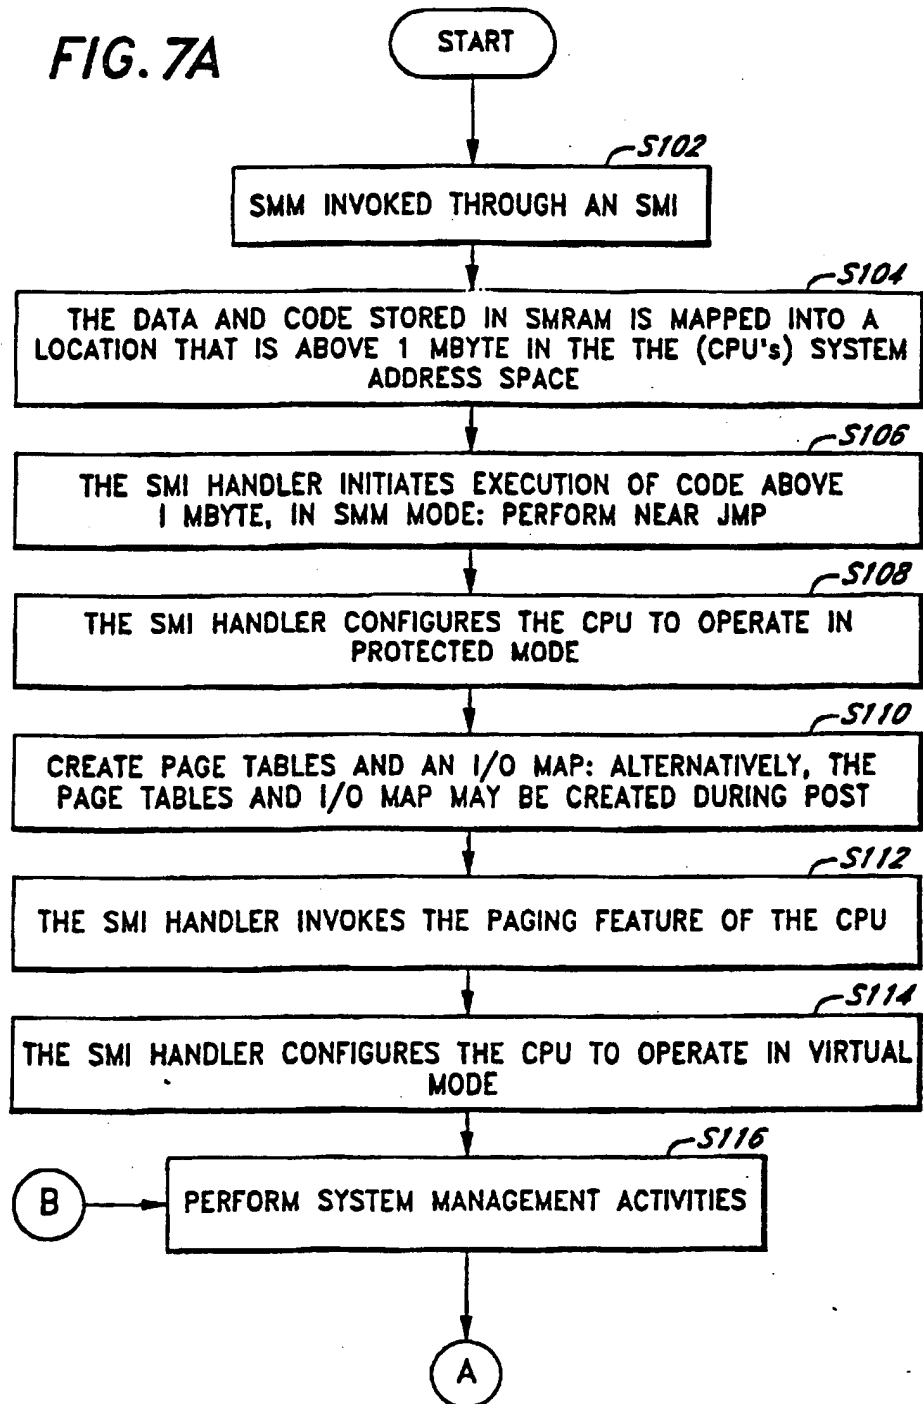 FIG. 7A
START
S102
SMM INVOKED THROUGH AN SMI
S104
THE DATA AND CODE STORED IN SMRAM IS MAPPED INTO A
LOCATION THAT IS ABOVE 1 MBYTE IN THE THE (CPU's) SYSTEM
ADDRESS SPACE
S106
THE SMI HANDLER INITIATES EXECUTION OF CODE ABOVE
1 MBYTE, IN SMM MODE: PERFORM NEAR JMP
S108
THE SMI HANDLER CONFIGURES THE CPU TO OPERATE IN
PROTECTED MODE
S110
CREATE PAGE TABLES AND AN I/O MAP: ALTERNATIVELY, THE
PAGE TABLES AND I/O MAP MAY BE CREATED DURING POST
S112
THE SMI HANDLER INVOKES THE PAGING FEATURE OF THE CPU
S114
THE SMI HANDLER CONFIGURES THE CPU TO OPERATE IN VIRTUAL
MODE
S116
B
PERFORM SYSTEM MANAGEMENT ACTIVITIES
A